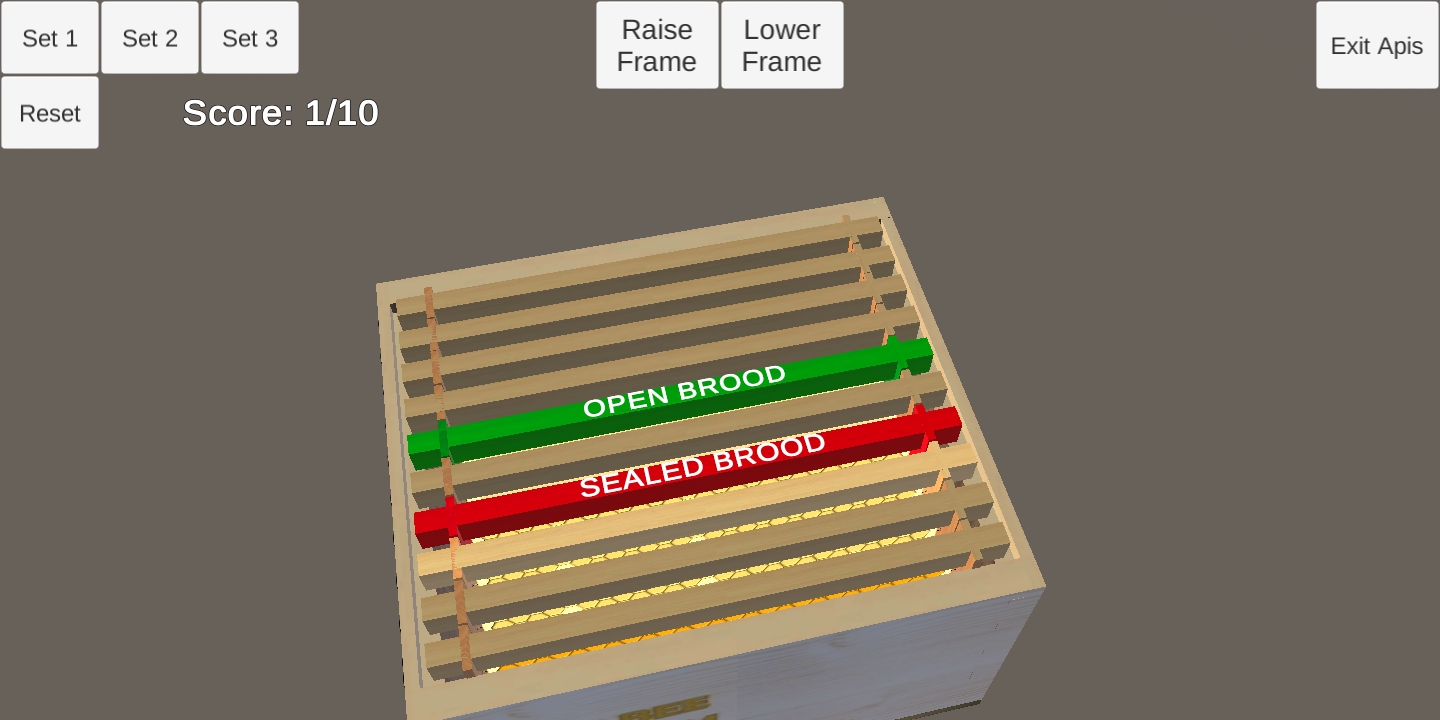 Set 1
Set 2
Set 3
Raise
Frame
Lower
Frame
Exit Apis
Reset
Score: 1/10
OPEN BROOD
SEALED BROOD
BEE